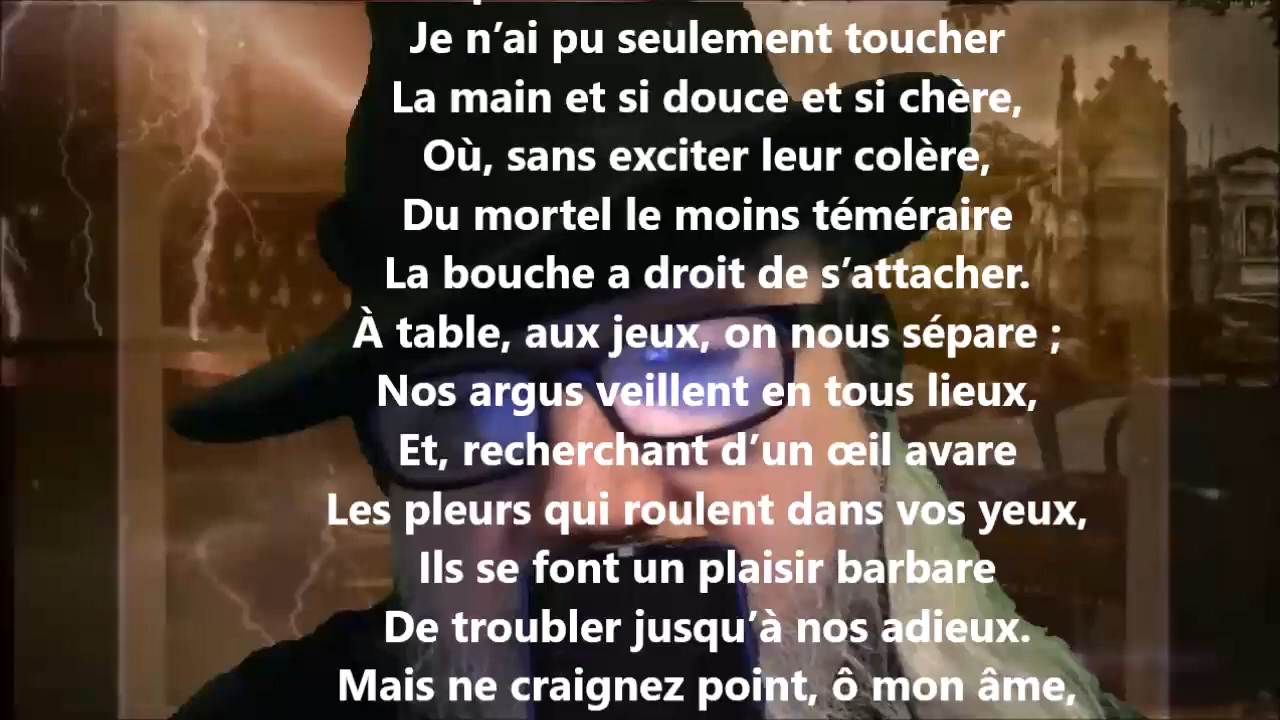 Je n’ai pu seulement toucher
La main et si douce et si chère,
Où, sans exciter leur colère,
Du mortel le moins téméraire
La bouche a droit de s’attacher.
À table, aux jeux, on nous sépare ;
Nos argus veillent en tous lieux,
Et, recherchant d’un œil avare
Les pleurs qui roulent dans vos yeux,
Ils se font un plaisir barbare
De troubler jusqu’à nos adieux.
Mais ne craignez point, ô mon âme,